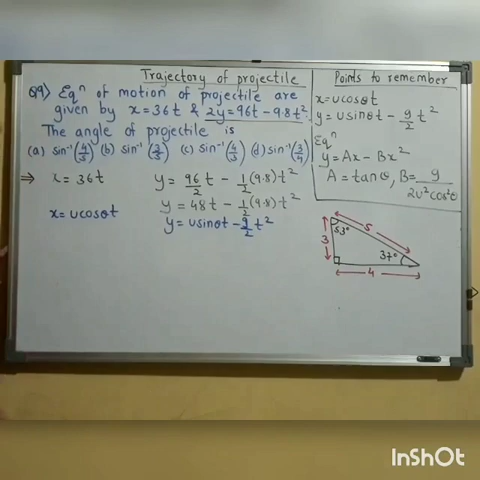 Trajectory of projectile
Q9) Eqⁿ of motion of projectile are
given by x = 36t & 2y = 96t - 9.8t².
The angle of projectile is
(a) sin⁻¹(4/5) (b) sin⁻¹(3/5) (c) sin⁻¹(4/3) (d) sin⁻¹(3/4)
⇒ x = 36t y = 96/2 t - 1/2 (9.8) t²
y = 48t - 1/2 (9.8) t²
x = ucosθt y = usinθt - g/2 t²
Points to remember
x = ucosθt
y = usinθt - g/2 t²
Eqⁿ
y = Ax - Bx²
A = tanθ, B = g/2u²cos²θ
3 53° 5
37°
4
InShOt